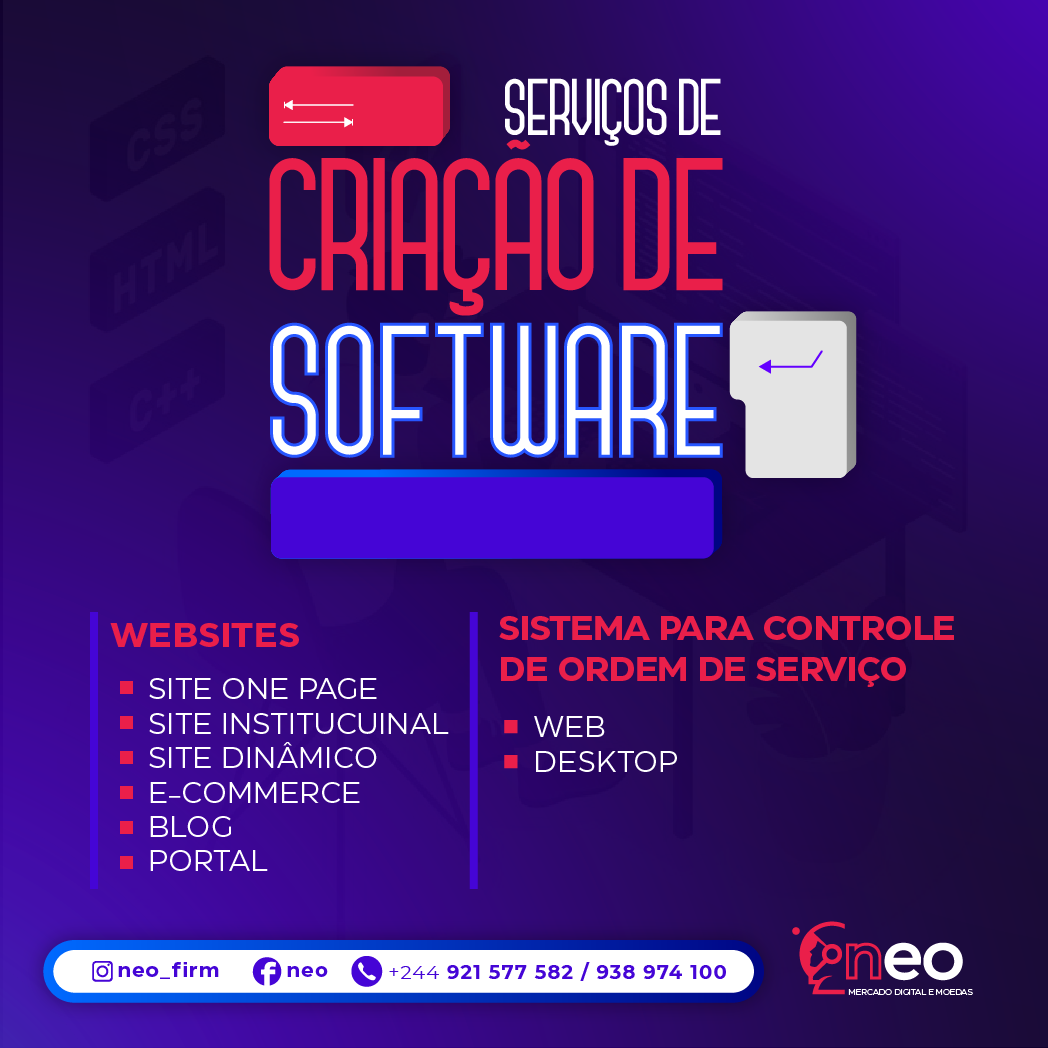 SERVIÇOS DE
CRIAÇÃO DE
SOFTWARE
CSS
HTML
C++
WEBSITES
SITE ONE PAGE
SITE INSTITUCUINAL
SITE DINÂMICO
E-COMMERCE
BLOG
PORTAL
SISTEMA PARA CONTROLE
DE ORDEM DE SERVIÇO
WEB
DESKTOP
neo_firm neo +244 921 577 582 / 938 974 100
neo
MERCADO DIGITAL E MOEDAS